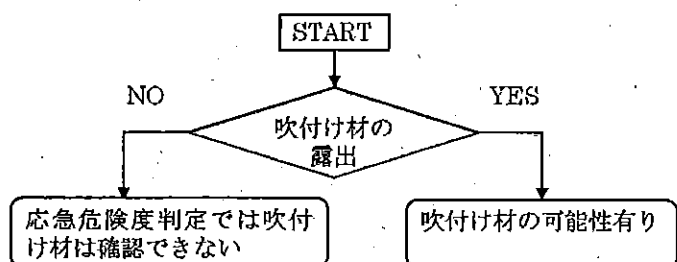 START
NO
YES
吹付け材の
露出
応急危険度判定では吹付
け材は確認できない
吹付け材の可能性有り